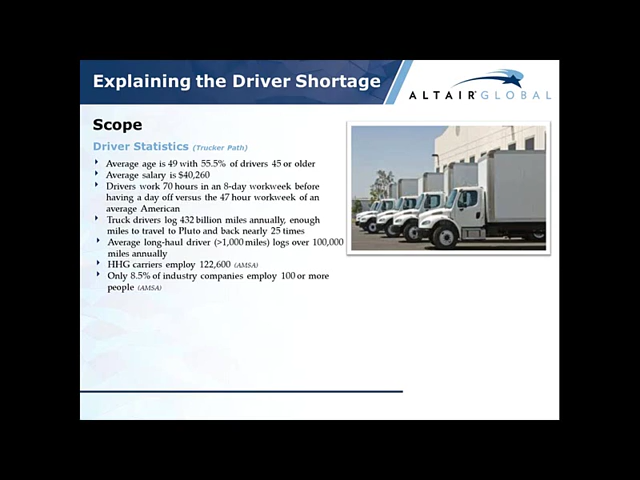 Explaining the Driver Shortage
ALTAIR GLOBAL
Scope
Driver Statistics (Trucker Path)
Average age is 49 with 55.5% of drivers 45 or older
Average salary is $40,260
Drivers work 70 hours in an 8-day workweek before
having a day off versus the 47 hour workweek of an
average American
Truck drivers log 432 billion miles annually, enough
miles to travel to Pluto and back nearly 25 times
Average long-haul driver (>1,000 miles) logs over 100,000
miles annually
HHG carriers employ 122,600 (AMSA)
Only 8.5% of industry companies employ 100 or more
people (AMSA)